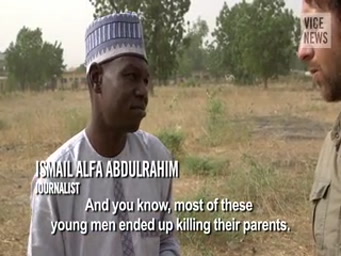 VICE
NEWS
ISMAIL ALFA ABDULRAHIM
JOURNALIST
And you know, most of these
young men ended up killing their parents.